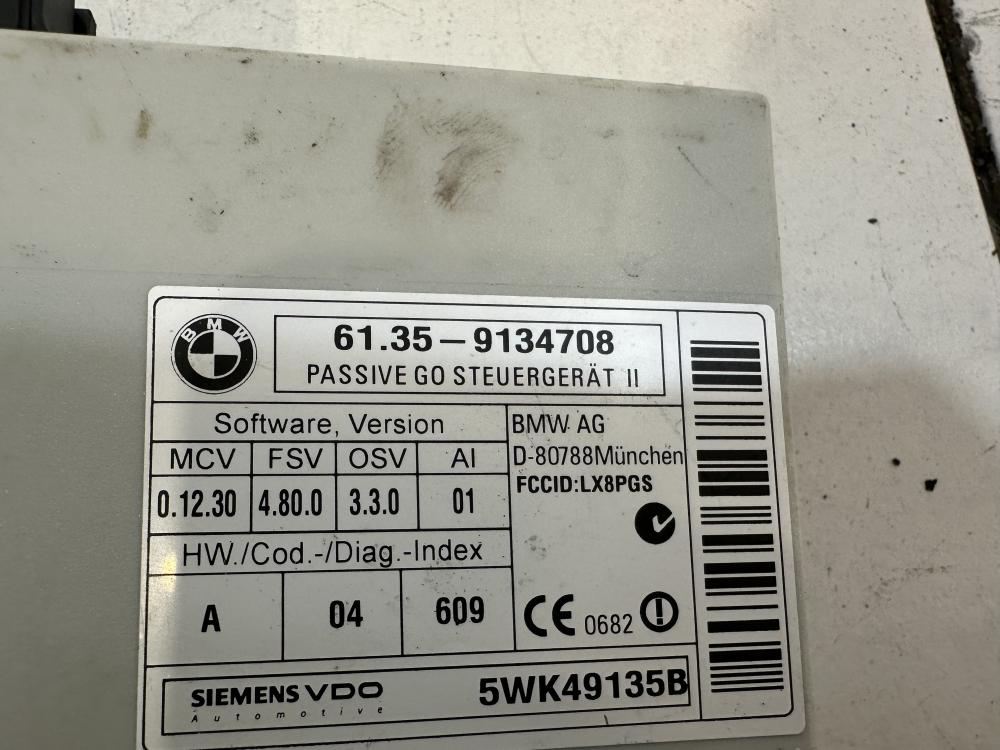 BMW
61.35–9134708
PASSIVE GO STEUERGERÄT II
Software, Version
MCV FSV OSV AI
0.12.30 4.80.0 3.3.0 01
HW./Cod.-/Diag.-Index
A 04 609
BMW AG
D-80788München
FCCID:LX8PGS
CE 0682
SIEMENS VDO
Automotive
5WK49135B